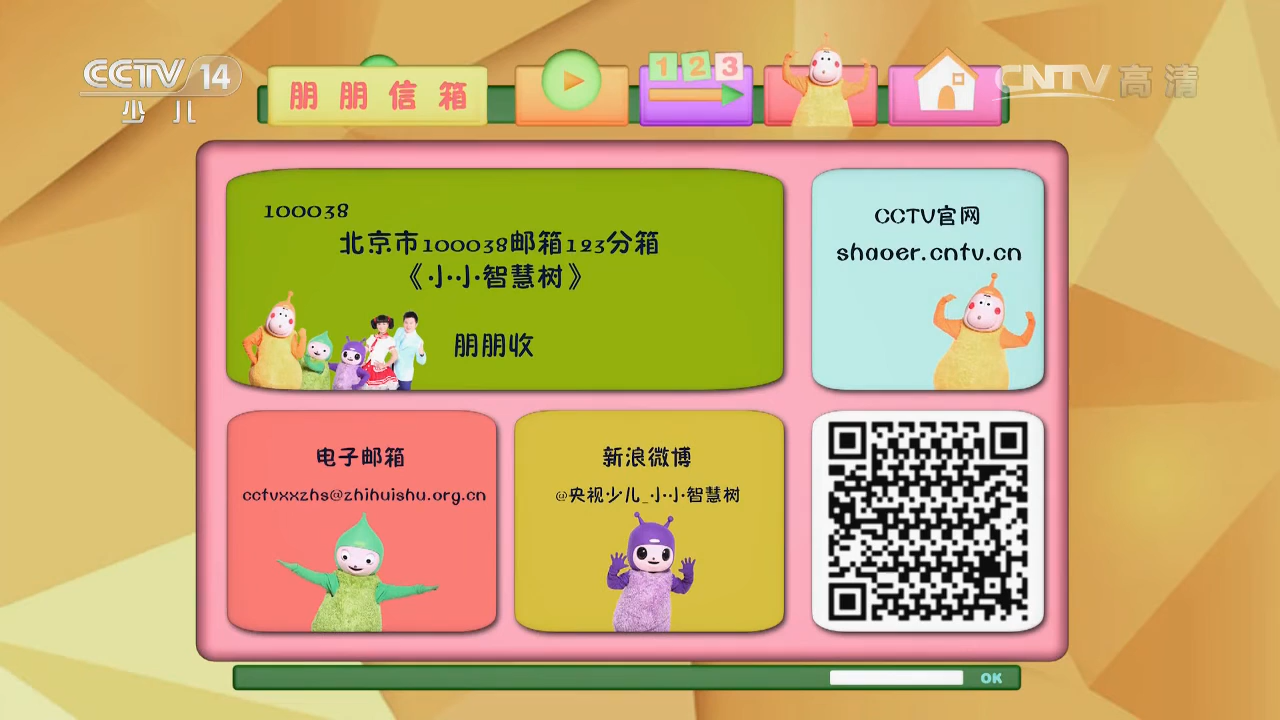 CCTV 14
少儿
朋朋信箱
1 2 3
CNTV 高清
100038
北京市100038邮箱123分箱
《小小智慧树》
朋朋收
CCTV官网
shaoer.cntv.cn
电子邮箱
cctvxxzhs@zhihuishu.org.cn
新浪微博
@央视少儿_小小智慧树
OK